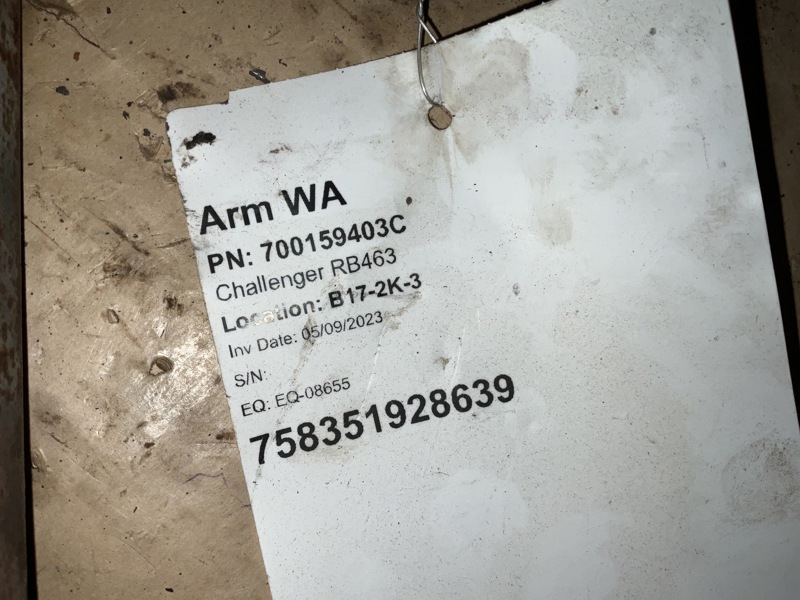 Arm WA
PN: 700159403C
Challenger RB463
Location: B17-2K-3
Inv Date: 05/09/2023
S/N:
EQ: EQ-08655
758351928639